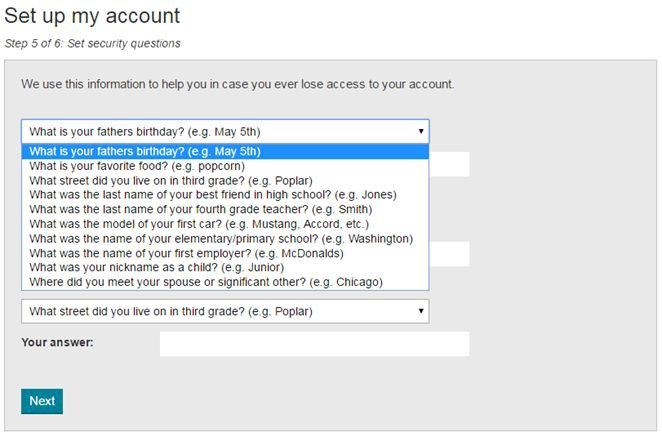 Set up my account
Step 5 of 6: Set security questions
We use this information to help you in case you ever lose access to your account.
What is your fathers birthday? (e.g. May 5th)
What is your fathers birthday? (e.g. May 5th)
What is your favorite food? (e.g. popcorn)
What street did you live on in third grade? (e.g. Poplar)
What was the last name of your best friend in high school? (e.g. Jones)
What was the last name of your fourth grade teacher? (e.g. Smith)
What was the model of your first car? (e.g. Mustang, Accord, etc.)
What was the name of your elementary/primary school? (e.g. Washington)
What was the name of your first employer? (e.g. McDonalds)
What was your nickname as a child? (e.g. Junior)
Where did you meet your spouse or significant other? (e.g. Chicago)
What street did you live on in third grade? (e.g. Poplar)
Your answer:
Next